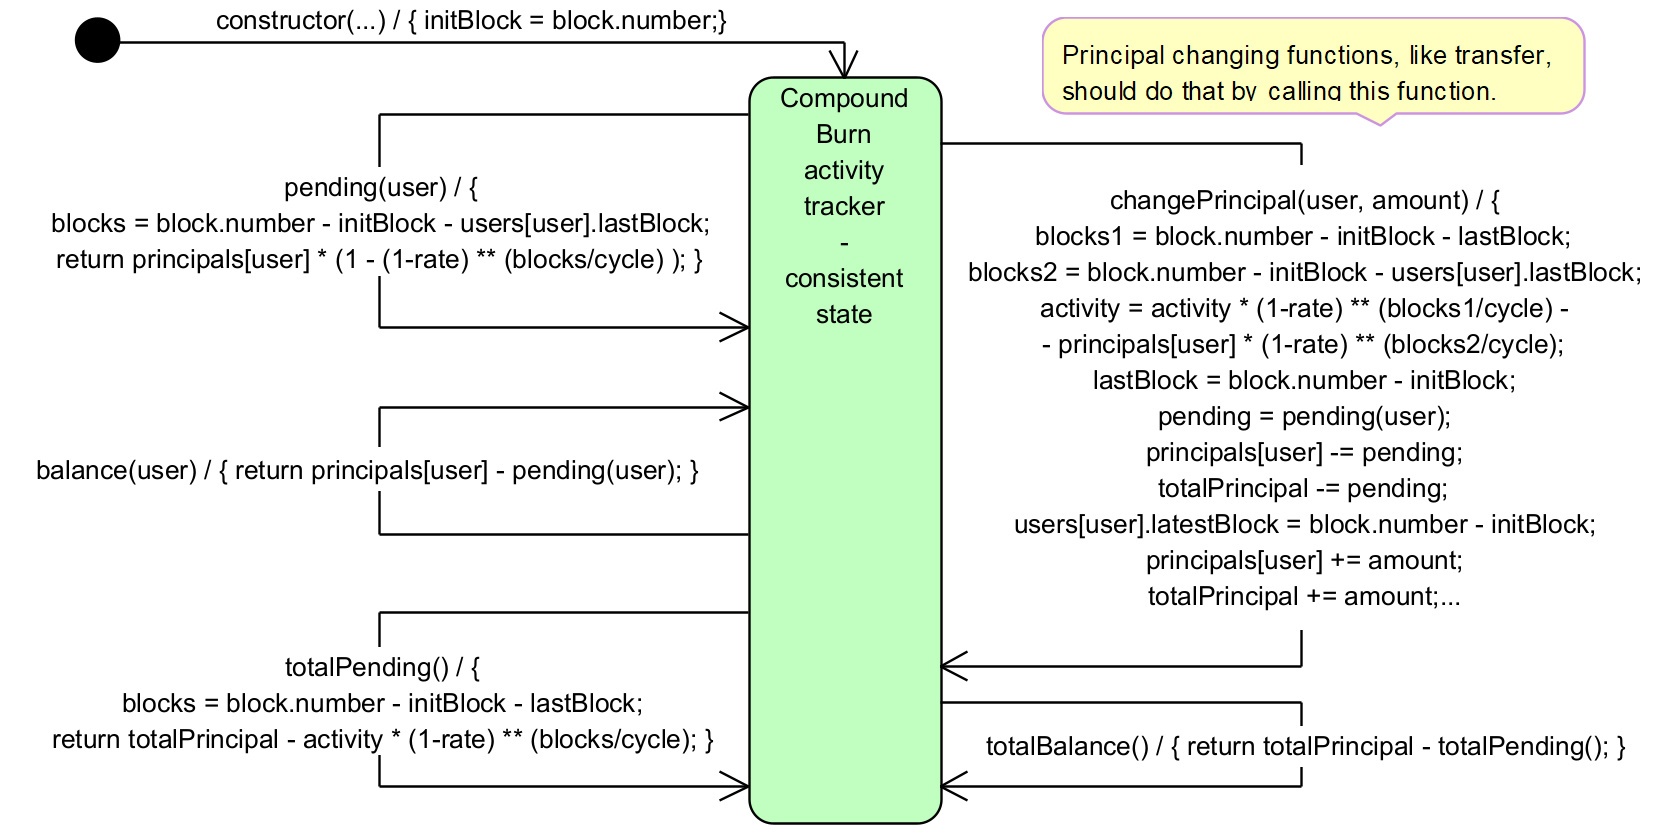 constructor(...) / { initBlock = block.number;}
Principal changing functions, like transfer,
should do that by calling this function.
Compound
Burn
activity
tracker
-
consistent
state
pending(user) / {
blocks = block.number - initBlock - users[user].lastBlock;
return principals[user] * (1 - (1-rate) ** (blocks/cycle) ); }
balance(user) / { return principals[user] - pending(user); }
totalPending() / {
blocks = block.number - initBlock - lastBlock;
return totalPrincipal - activity * (1-rate) ** (blocks/cycle); }
changePrincipal(user, amount) / {
blocks1 = block.number - initBlock - lastBlock;
blocks2 = block.number - initBlock - users[user].lastBlock;
activity = activity * (1-rate) ** (blocks1/cycle) -
- principals[user] * (1-rate) ** (blocks2/cycle);
lastBlock = block.number - initBlock;
pending = pending(user);
principals[user] -= pending;
totalPrincipal -= pending;
users[user].latestBlock = block.number - initBlock;
principals[user] += amount;
totalPrincipal += amount;...
totalBalance() / { return totalPrincipal - totalPending(); }